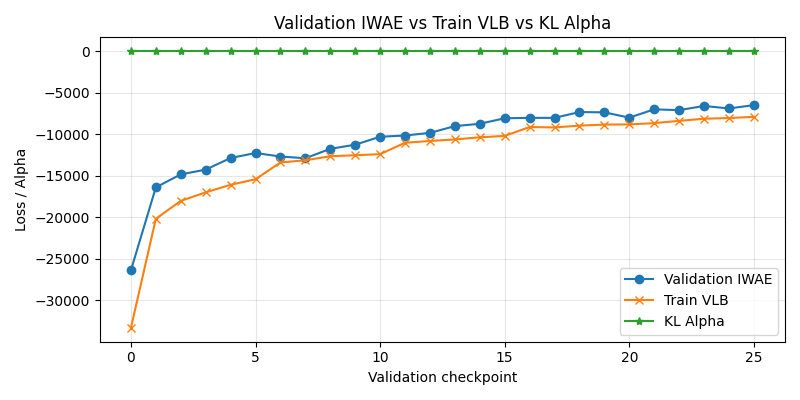 Validation IWAE vs Train VLB vs KL Alpha
Loss / Alpha
0
−5000
−10000
−15000
−20000
−25000
−30000
Validation IWAE
Train VLB
KL Alpha
0 5 10 15 20 25
Validation checkpoint